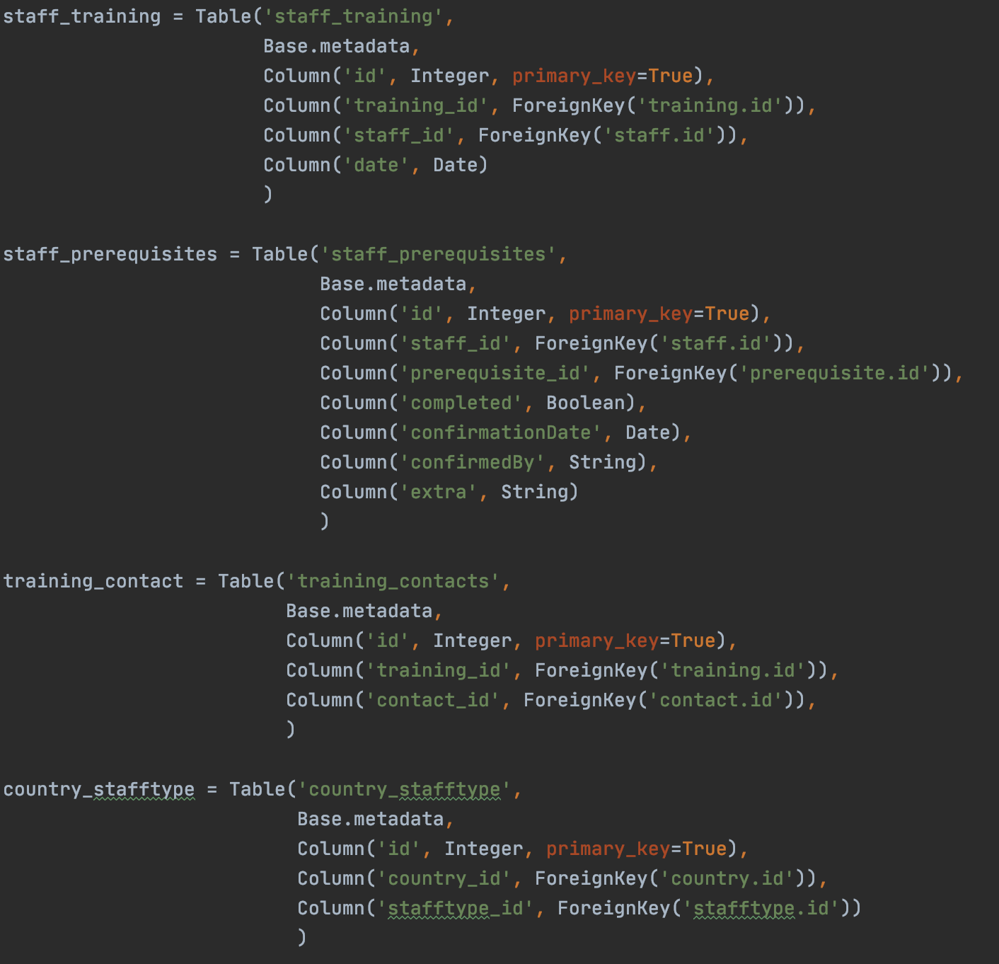 staff_training = Table('staff_training',
Base.metadata,
Column('id', Integer, primary_key=True),
Column('training_id', ForeignKey('training.id')),
Column('staff_id', ForeignKey('staff.id')),
Column('date', Date)
)
staff_prerequisites = Table('staff_prerequisites',
Base.metadata,
Column('id', Integer, primary_key=True),
Column('staff_id', ForeignKey('staff.id')),
Column('prerequisite_id', ForeignKey('prerequisite.id')),
Column('completed', Boolean),
Column('confirmationDate', Date),
Column('confirmedBy', String),
Column('extra', String)
)
training_contact = Table('training_contacts',
Base.metadata,
Column('id', Integer, primary_key=True),
Column('training_id', ForeignKey('training.id')),
Column('contact_id', ForeignKey('contact.id')),
)
country_stafftype = Table('country_stafftype',
Base.metadata,
Column('id', Integer, primary_key=True),
Column('country_id', ForeignKey('country.id')),
Column('stafftype_id', ForeignKey('stafftype.id'))
)